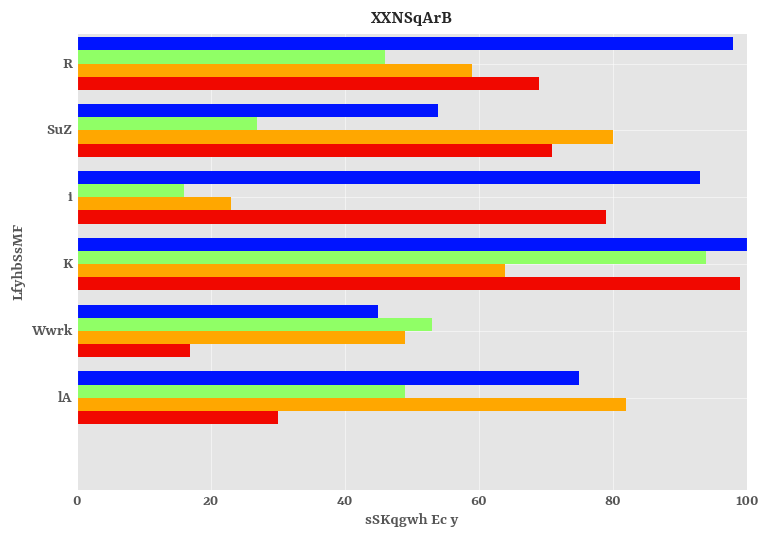 XXNSqArB
LfyhbSsMF
R
SuZ
i
K
Wwrk
lA
0 20 40 60 80 100
sSKqgwh Ec y